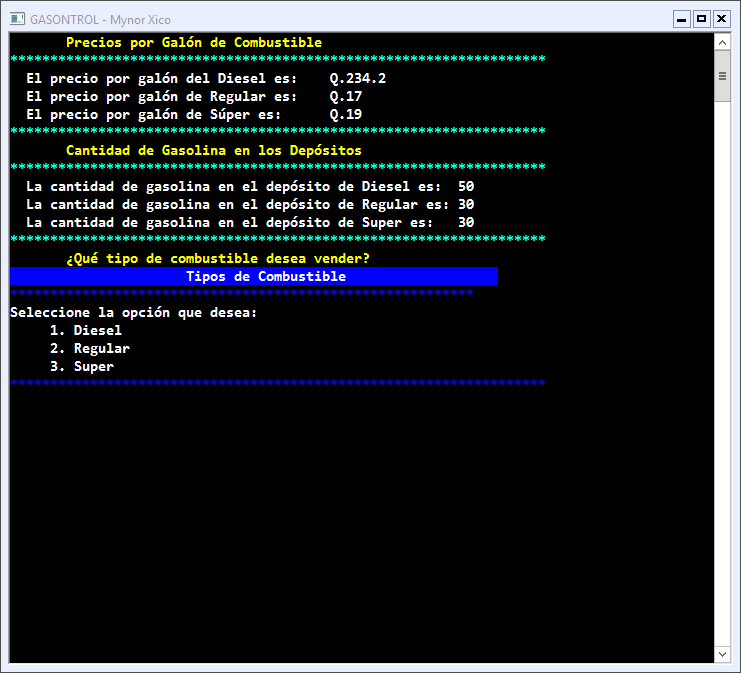 GASONTROL - Mynor Xico
Precios por Galón de Combustible
*******************************************************************
El precio por galón del Diesel es:    Q.234.2
El precio por galón de Regular es:    Q.17
El precio por galón de Súper es:      Q.19
*******************************************************************
Cantidad de Gasolina en los Depósitos
*******************************************************************
La cantidad de gasolina en el depósito de Diesel es:  50
La cantidad de gasolina en el depósito de Regular es: 30
La cantidad de gasolina en el depósito de Super es:   30
*******************************************************************
¿Qué tipo de combustible desea vender?
Tipos de Combustible
**********************************************************
Seleccione la opción que desea:
1. Diesel
2. Regular
3. Super
*******************************************************************